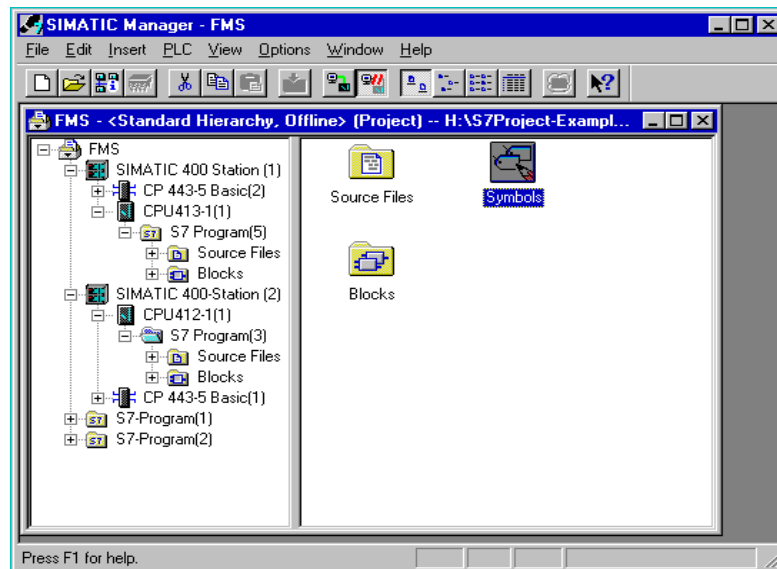 SIMATIC Manager - FMS
File Edit Insert PLC View Options Window Help
FMS - <Standard Hierarchy, Offline> (Project) -- H:\S7Project-Exampl...
FMS
SIMATIC 400 Station (1)
CP 443-5 Basic(2)
CPU413-1(1)
S7 Program(5)
Source Files
Blocks
SIMATIC 400-Station (2)
CPU412-1(1)
S7 Program(3)
Source Files
Blocks
CP 443-5 Basic(1)
S7-Program(1)
S7-Program(2)
Source Files
Symbols
Blocks
Press F1 for help.